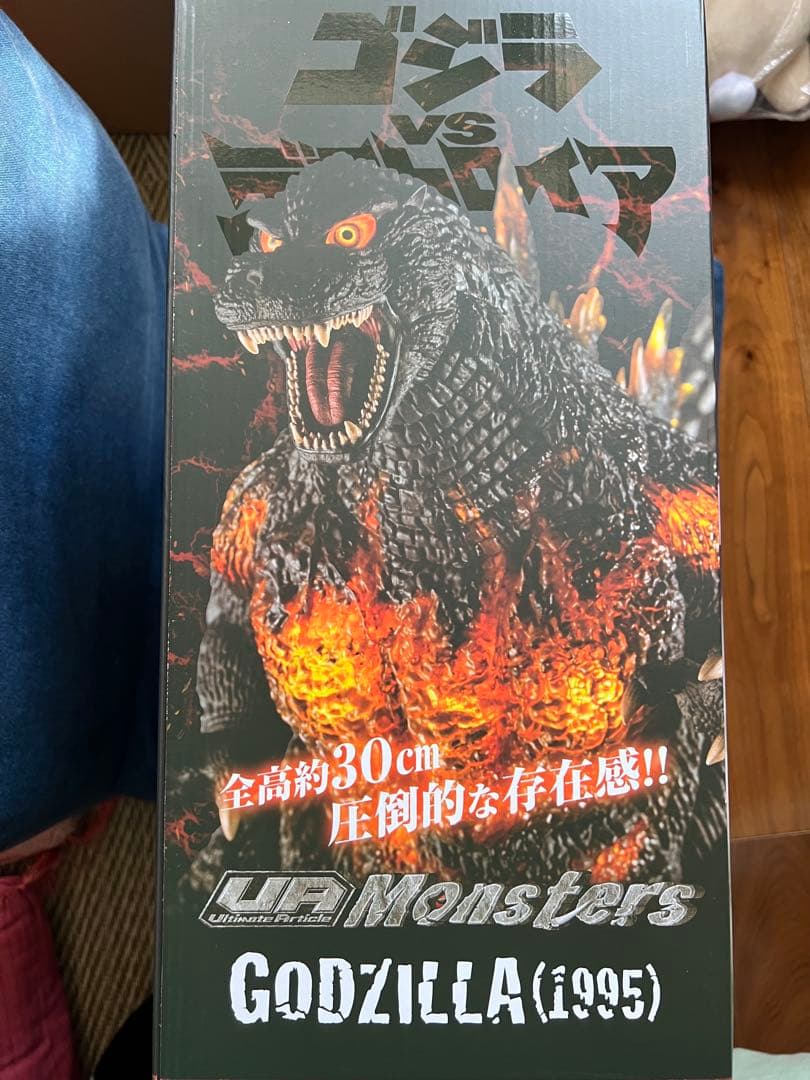 ゴジラ
VS
デストロイア
全高約30cm
圧倒的な存在感!!
UA Monsters
Ultimate Article
GODZILLA(1995)